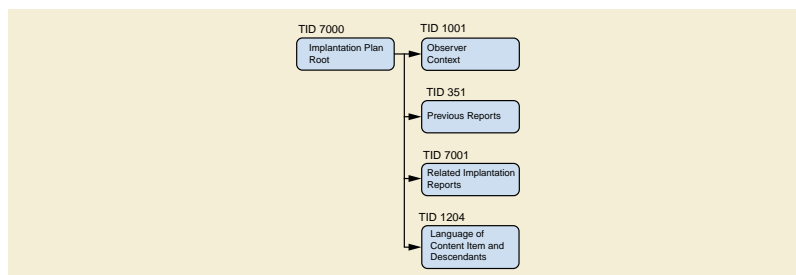 TID 7000
Implantation Plan
Root
TID 1001
Observer
Context
TID 351
Previous Reports
TID 7001
Related Implantation
Reports
TID 1204
Language of
Content Item and
Descendants